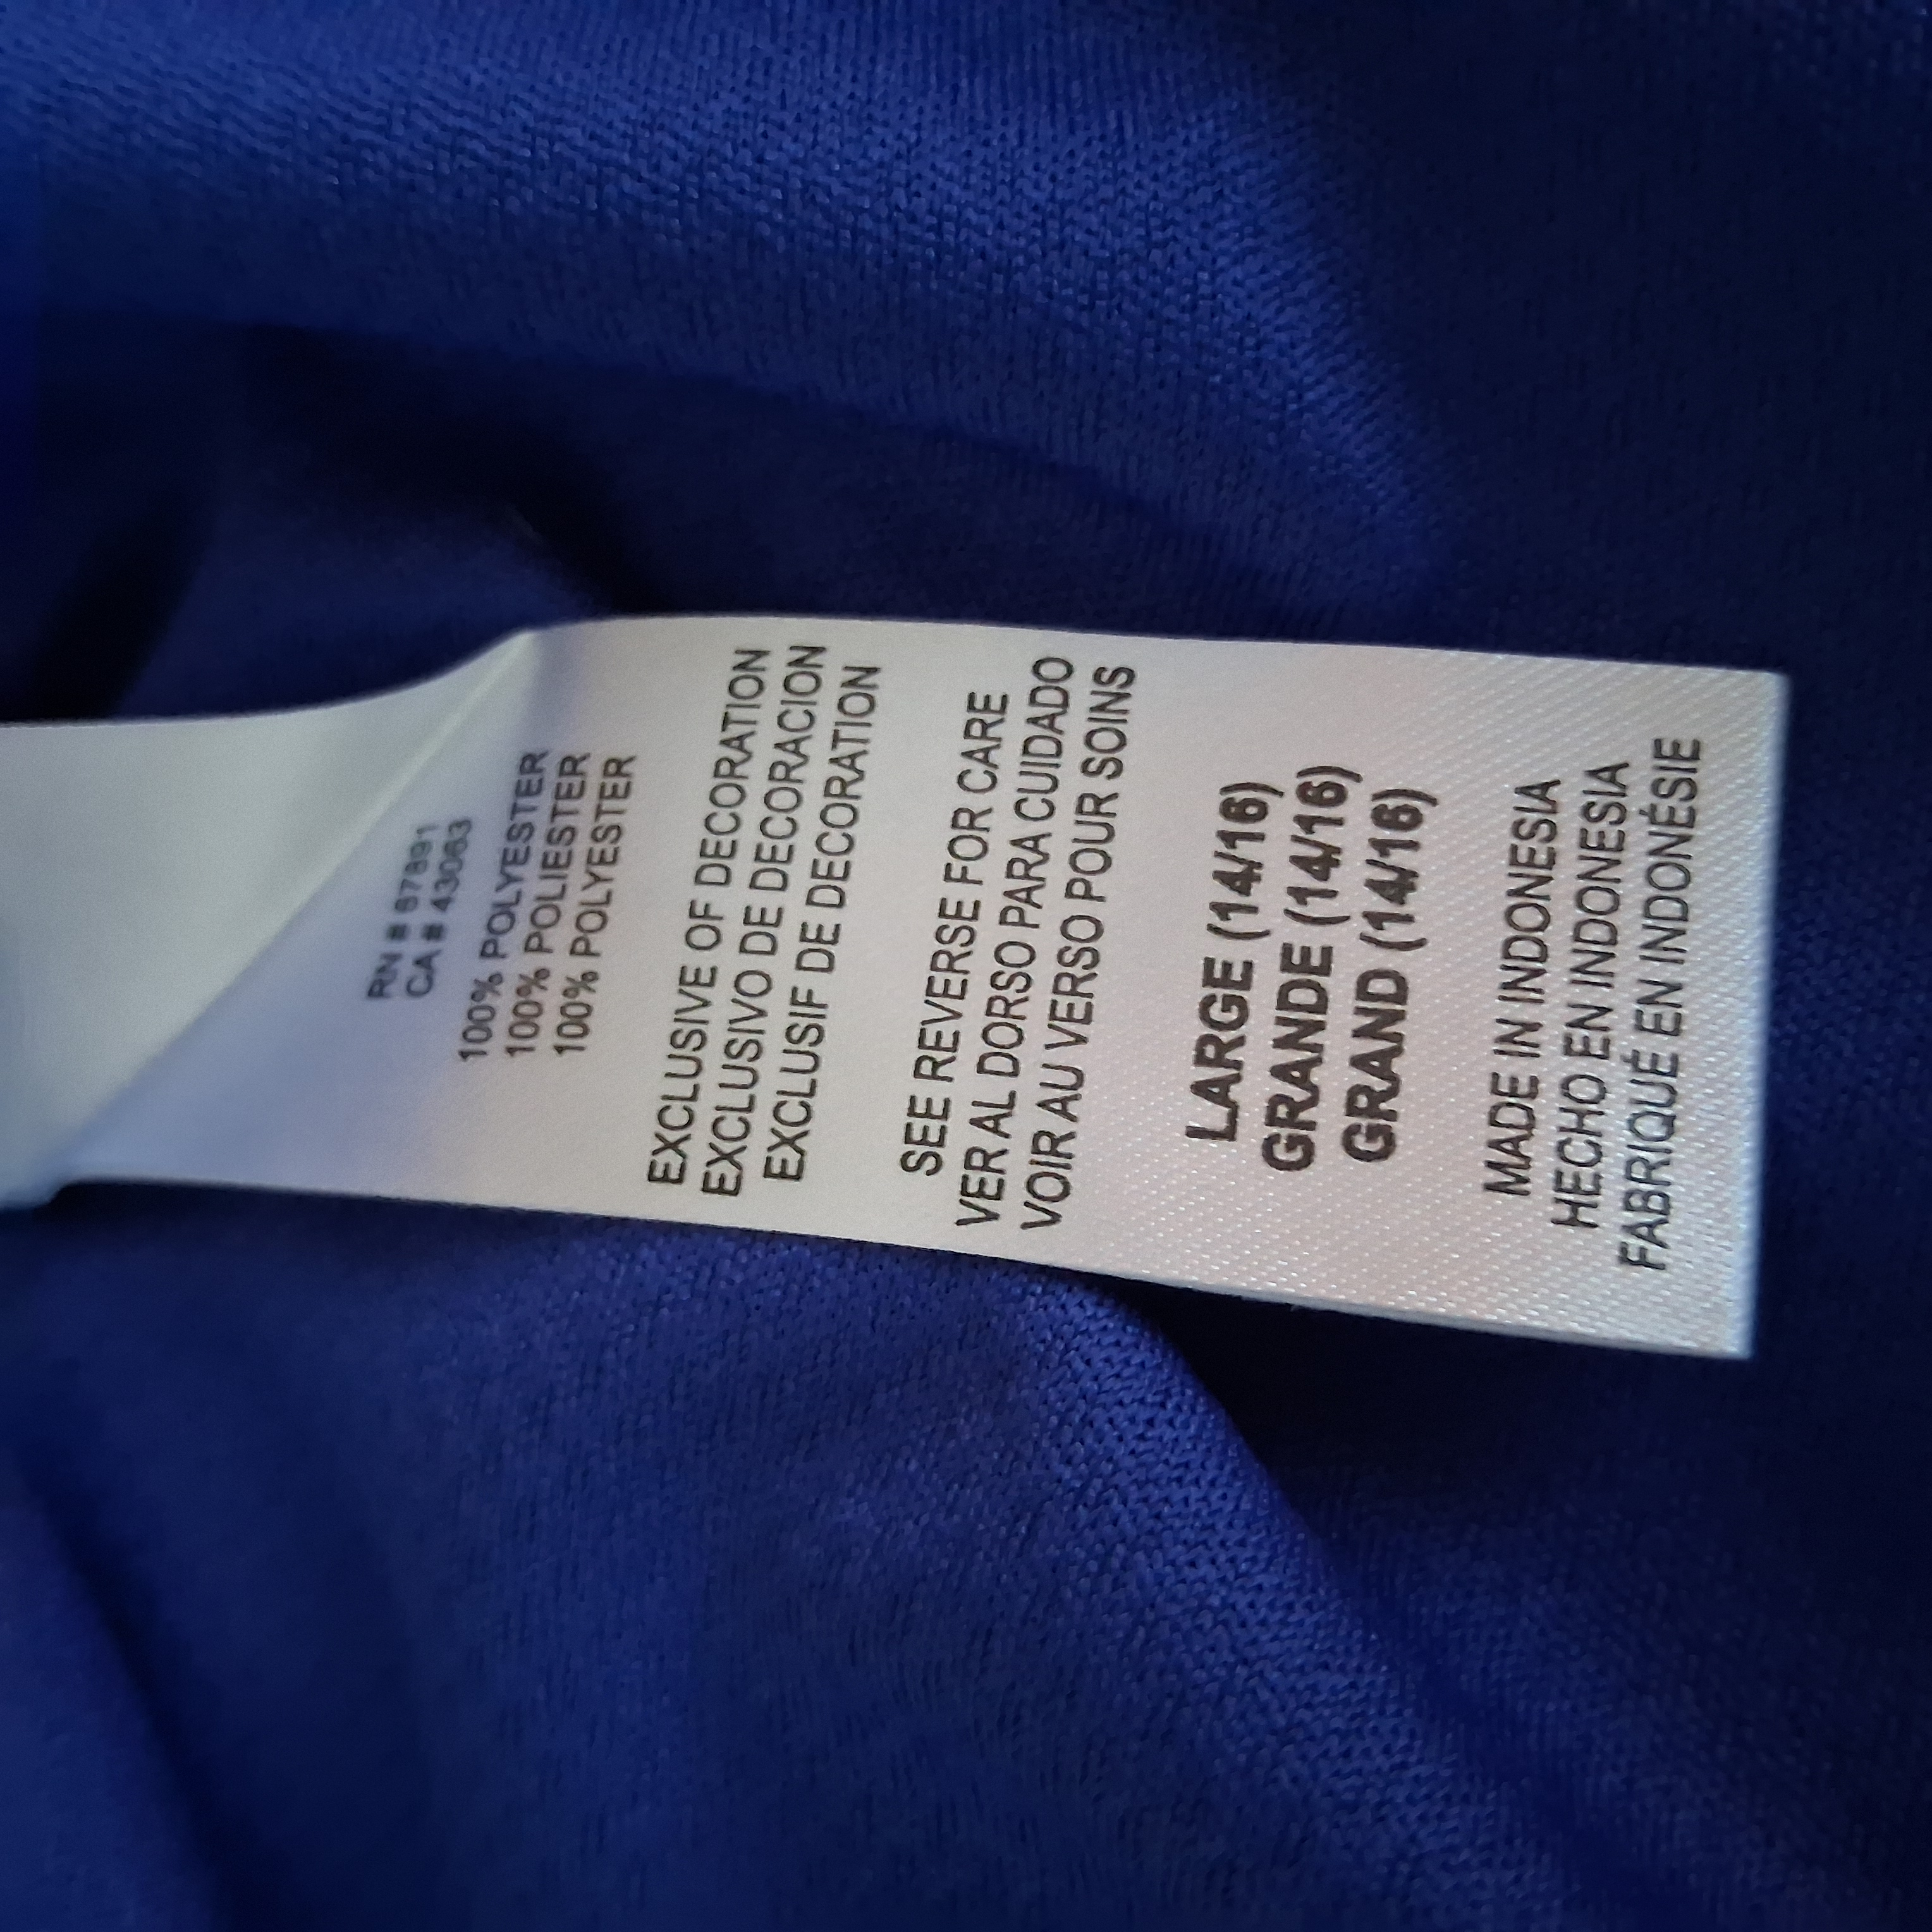 RN # 67891
CA # 43063
100% POLYESTER
100% POLIESTER
100% POLYESTER
EXCLUSIVE OF DECORATION
EXCLUSIVO DE DECORACION
EXCLUSIF DE DECORATION
SEE REVERSE FOR CARE
VER AL DORSO PARA CUIDADO
VOIR AU VERSO POUR SOINS
LARGE (14/16)
GRANDE (14/16)
GRAND (14/16)
MADE IN INDONESIA
HECHO EN INDONESIA
FABRIQUÉ EN INDONÉSIE